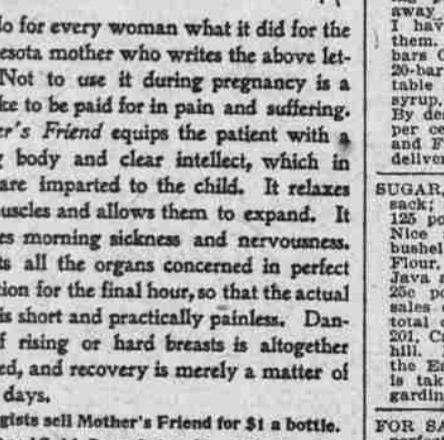 do for every woman what it did for the
esota mother who writes the above let-
Not to use it during pregnancy is a
ke to be paid for in pain and suffering.
er's Friend equips the patient with a
body and clear intellect, which in
are imparted to the child. It relaxes
uscles and allows them to expand. It
es morning sickness and nervousness.
ts all the organs concerned in perfect
tion for the final hour, so that the actual
is short and practically painless. Dan-
f rising or hard breasts is altogether
ed, and recovery is merely a matter of
days.
gists sell Mother's Friend for $1 a bottle.
away
I hav
them.
bars
20-bar
table
syrup.
By de
per ce
and F
delive
SUGAR
sack;
125 po
Nice
bushel
Flour,
Java a
25c po
sales
total
201, C
hill.
the Ea
is tak
gardin
FOR SA